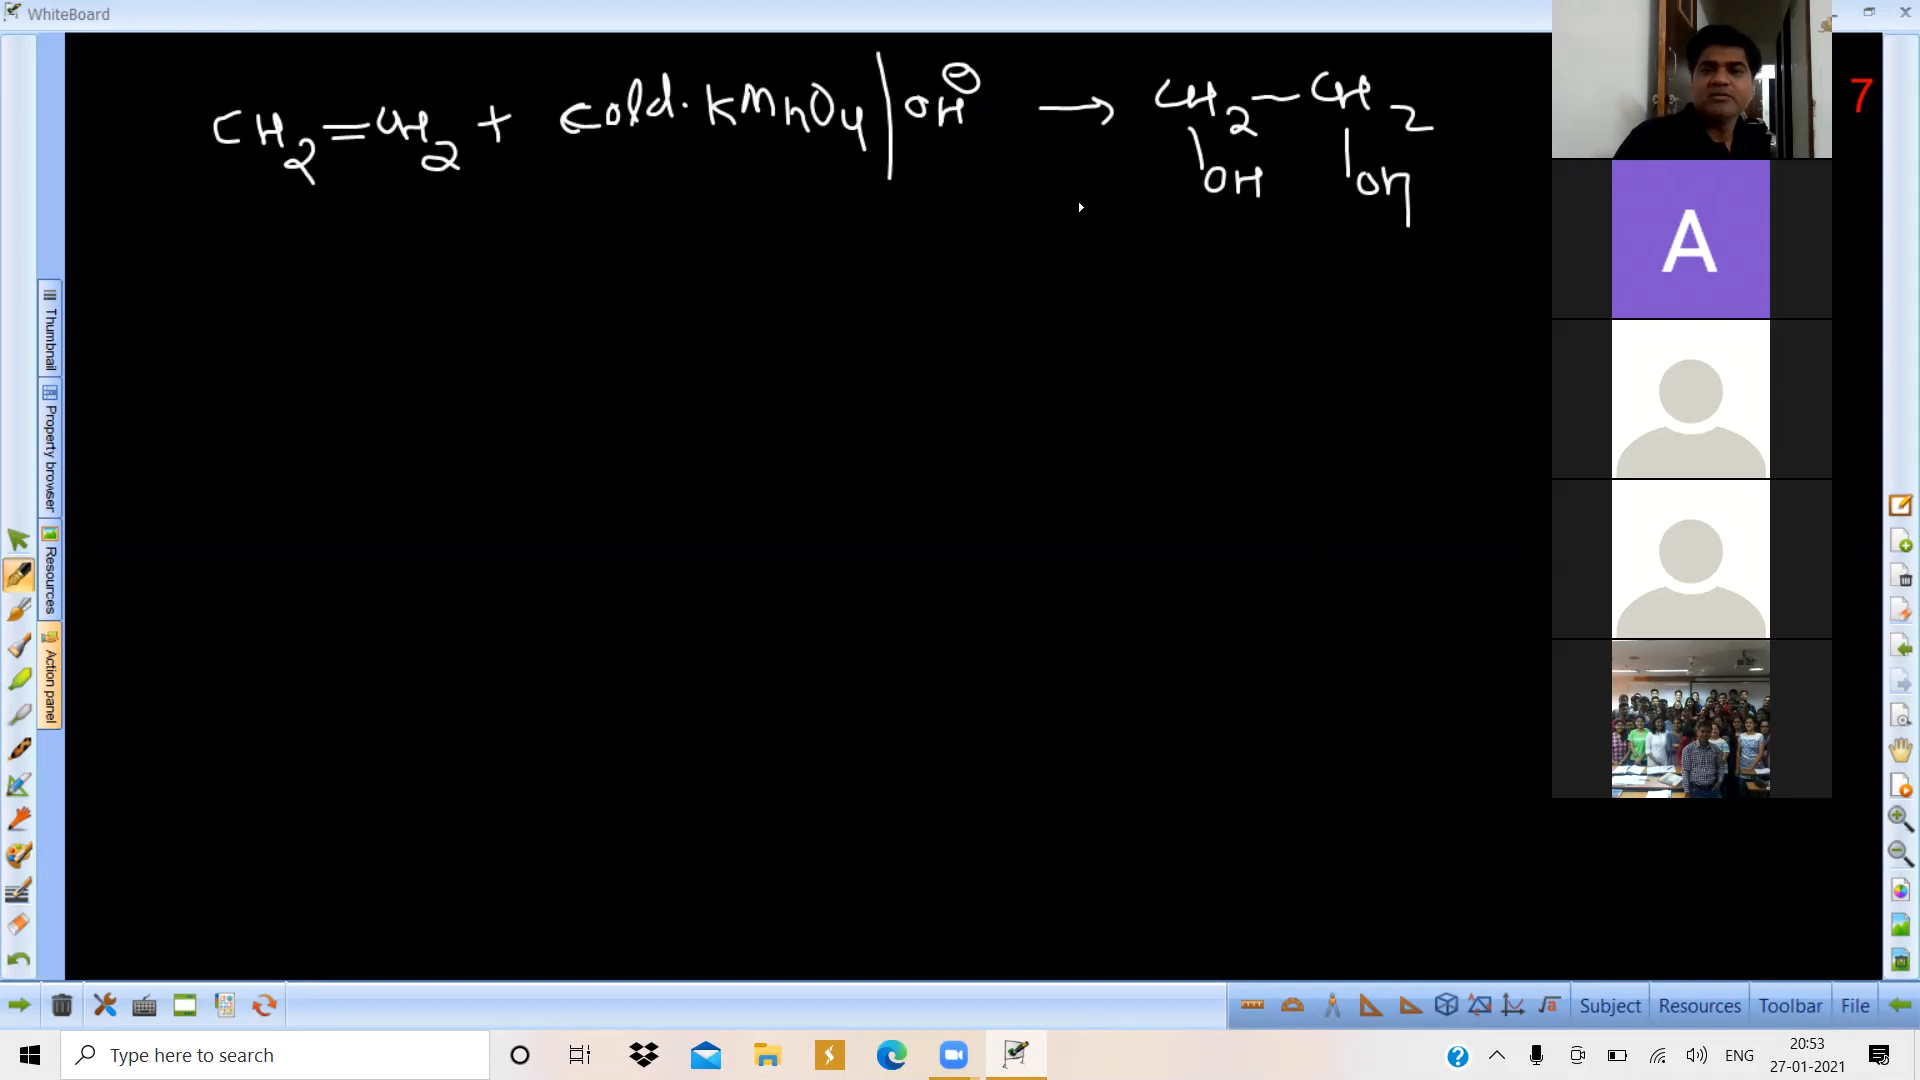 WhiteBoard
CH2=CH2 + cold. KMnO4 | OH⊖ → CH2-CH2
OH OH
7
A
Thumbnail
Property browser
Resources
Action panel
Subject Resources Toolbar File
Type here to search
ENG
20:53
27-01-2021